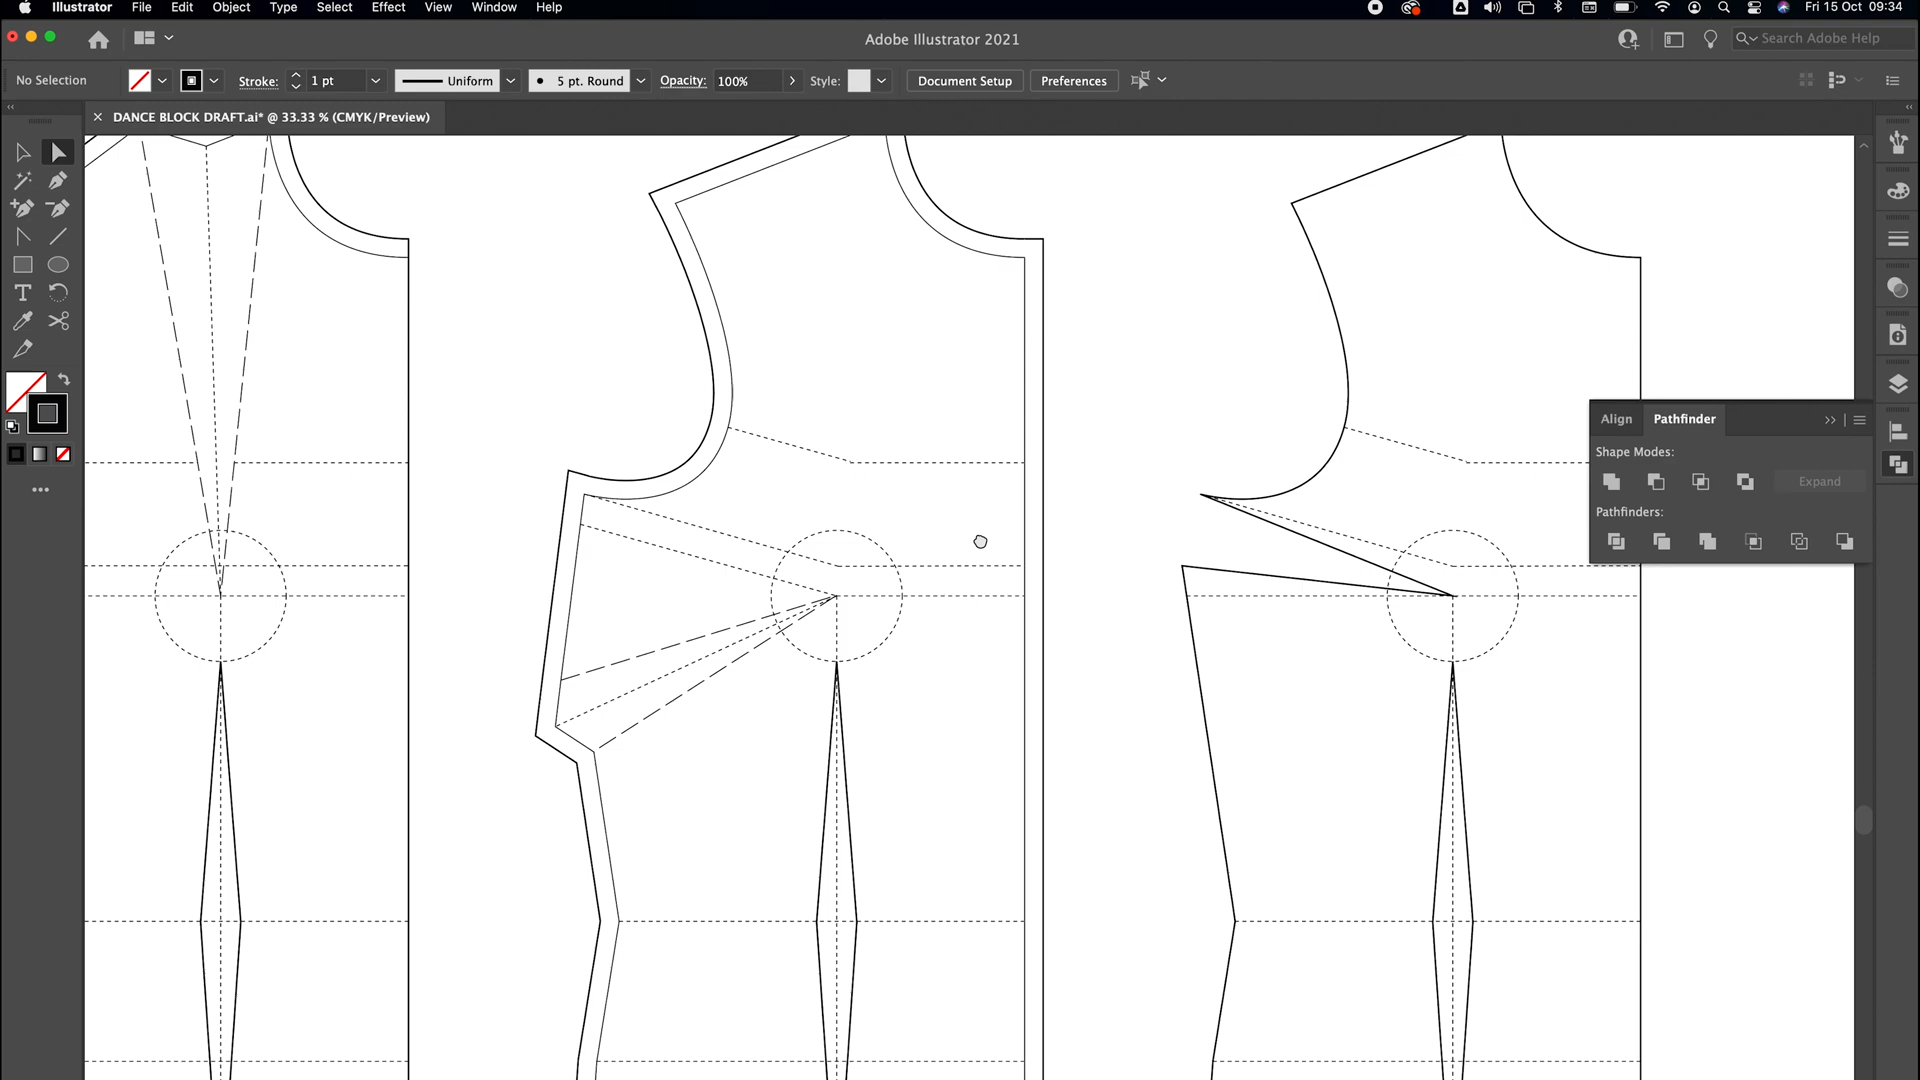 Illustrator File Edit Object Type Select Effect View Window Help Fri 15 Oct 09:34
Adobe Illustrator 2021 Search Adobe Help
No Selection Stroke: 1 pt Uniform 5 pt. Round Opacity: 100% Style: Document Setup Preferences
DANCE BLOCK DRAFT.ai* @ 33.33 % (CMYK/Preview)
Align Pathfinder
Shape Modes:
Expand
Pathfinders: